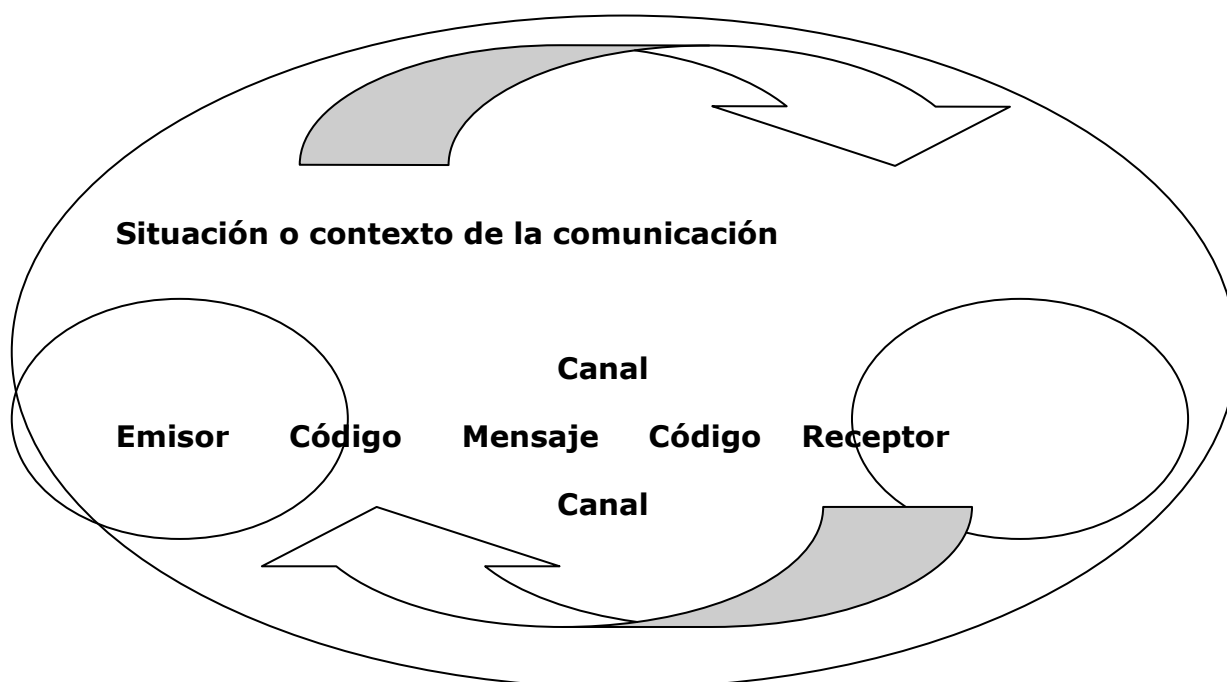 Situación o contexto de la comunicación
Canal
Emisor Código Mensaje Código Receptor
Canal